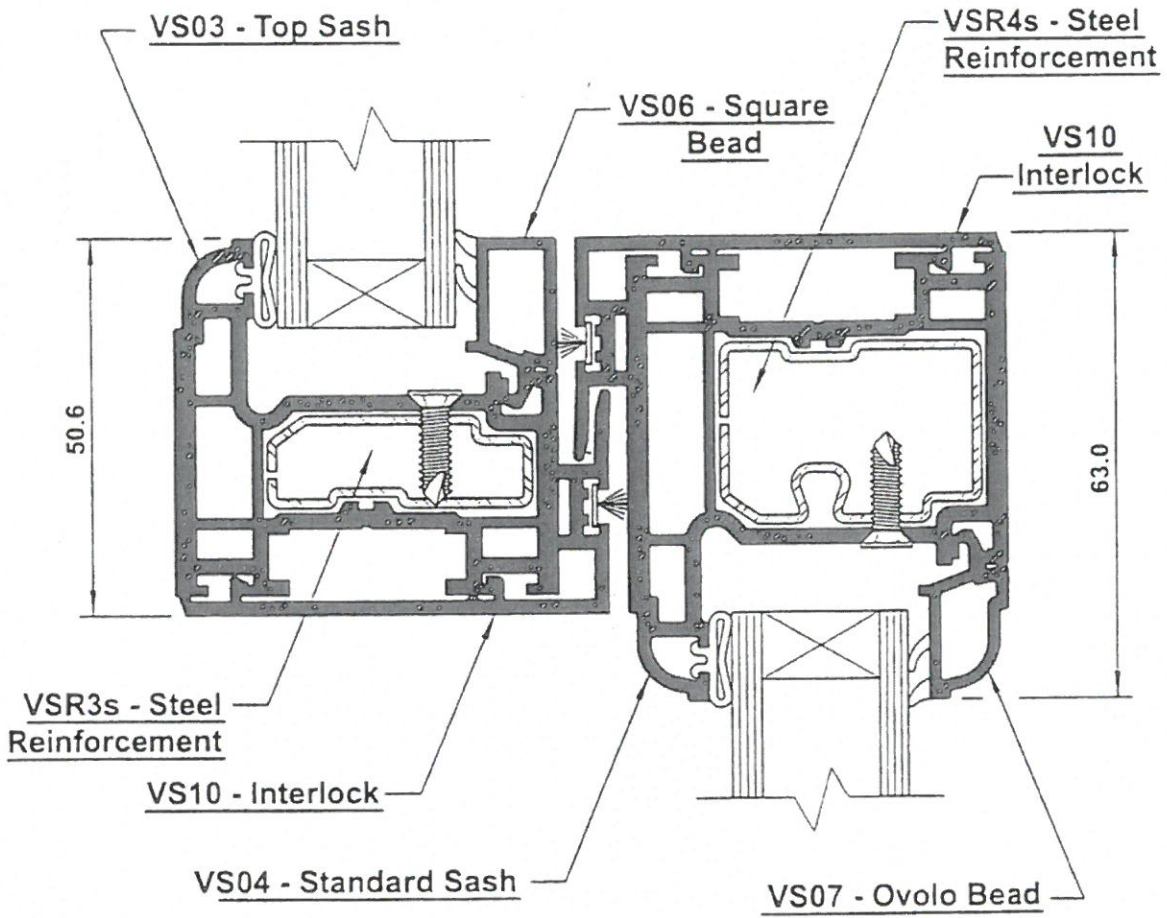 VS03 - Top Sash
VSR4s - Steel
Reinforcement
VS06 - Square
Bead
VS10
Interlock
50.6
63.0
VSR3s - Steel
Reinforcement
VS10 - Interlock
VS04 - Standard Sash
VS07 - Ovolo Bead